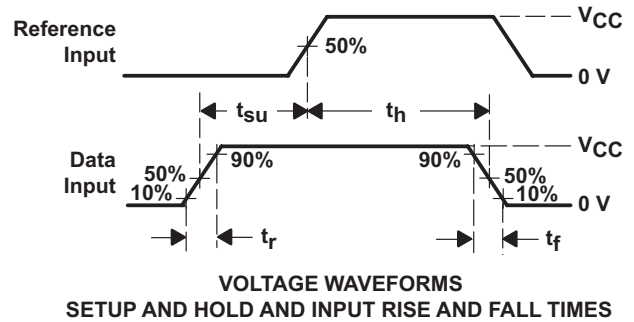 Reference
Input
50%
VCC
0 V
tsu
th
Data
Input
50%
10%
90%
90%
VCC
50%
10%
0 V
tr
tf
VOLTAGE WAVEFORMS
SETUP AND HOLD AND INPUT RISE AND FALL TIMES